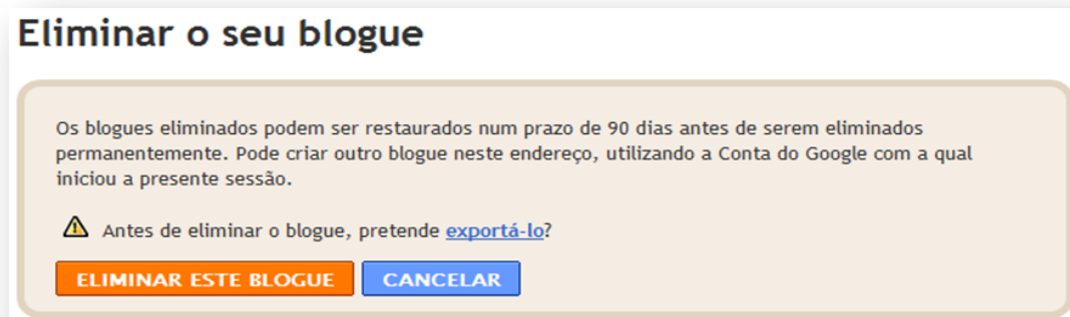 Eliminar o seu blogue
Os blogues eliminados podem ser restaurados num prazo de 90 dias antes de serem eliminados
permanentemente. Pode criar outro blogue neste endereço, utilizando a Conta do Google com a qual
iniciou a presente sessão.
Antes de eliminar o blogue, pretende exportá-lo?
ELIMINAR ESTE BLOGUE CANCELAR